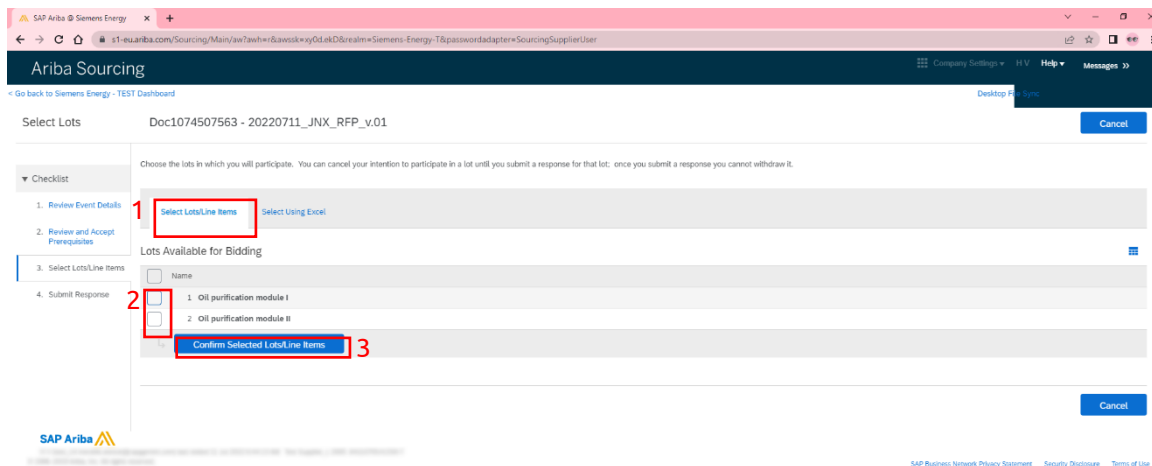 SAP Ariba @ Siemens Energy
s1-eu.ariba.com/Sourcing/Main/aw?awh=r&awssk=xy0d.ekD&realm=Siemens-Energy-T&passwordadapter=SourcingSupplierUser
Ariba Sourcing
Company Settings HV Help Messages >>
< Go back to Siemens Energy - TEST Dashboard Desktop File Sync
Select Lots Doc1074507563 - 20220711_JNX_RFP_v.01 Cancel
Choose the lots in which you will participate. You can cancel your intention to participate in a lot until you submit a response for that lot; once you submit a response you cannot withdraw it.
Checklist
1. Review Event Details
2. Review and Accept
Prerequisites
3. Select Lots/Line Items
4. Submit Response
1 Select Lots/Line Items Select Using Excel
Lots Available for Bidding
Name
2
1 Oil purification module I
2 Oil purification module II
Confirm Selected Lots/Line Items 3
Cancel
SAP Ariba
SAP Business Network Privacy Statement Security Disclosure Terms of Use